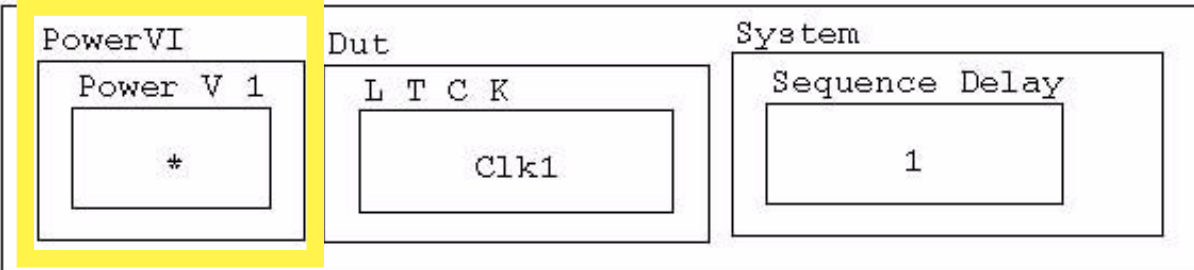 PowerVI
Power V 1
*
Dut
L T C K
Clk1
System
Sequence Delay
1